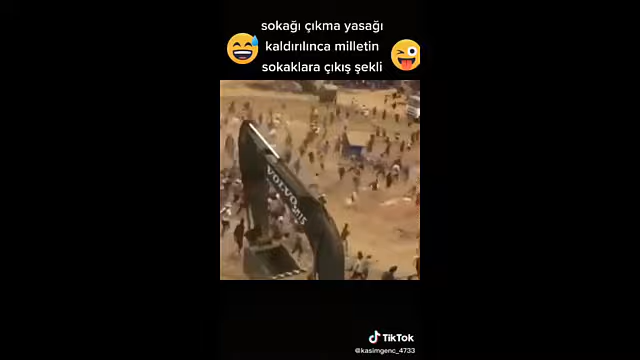 sokağı çıkma yasağı
kaldırılınca milletin
sokaklara çıkış şekli
VOLVO
TikTok
@kasimgenc_4733